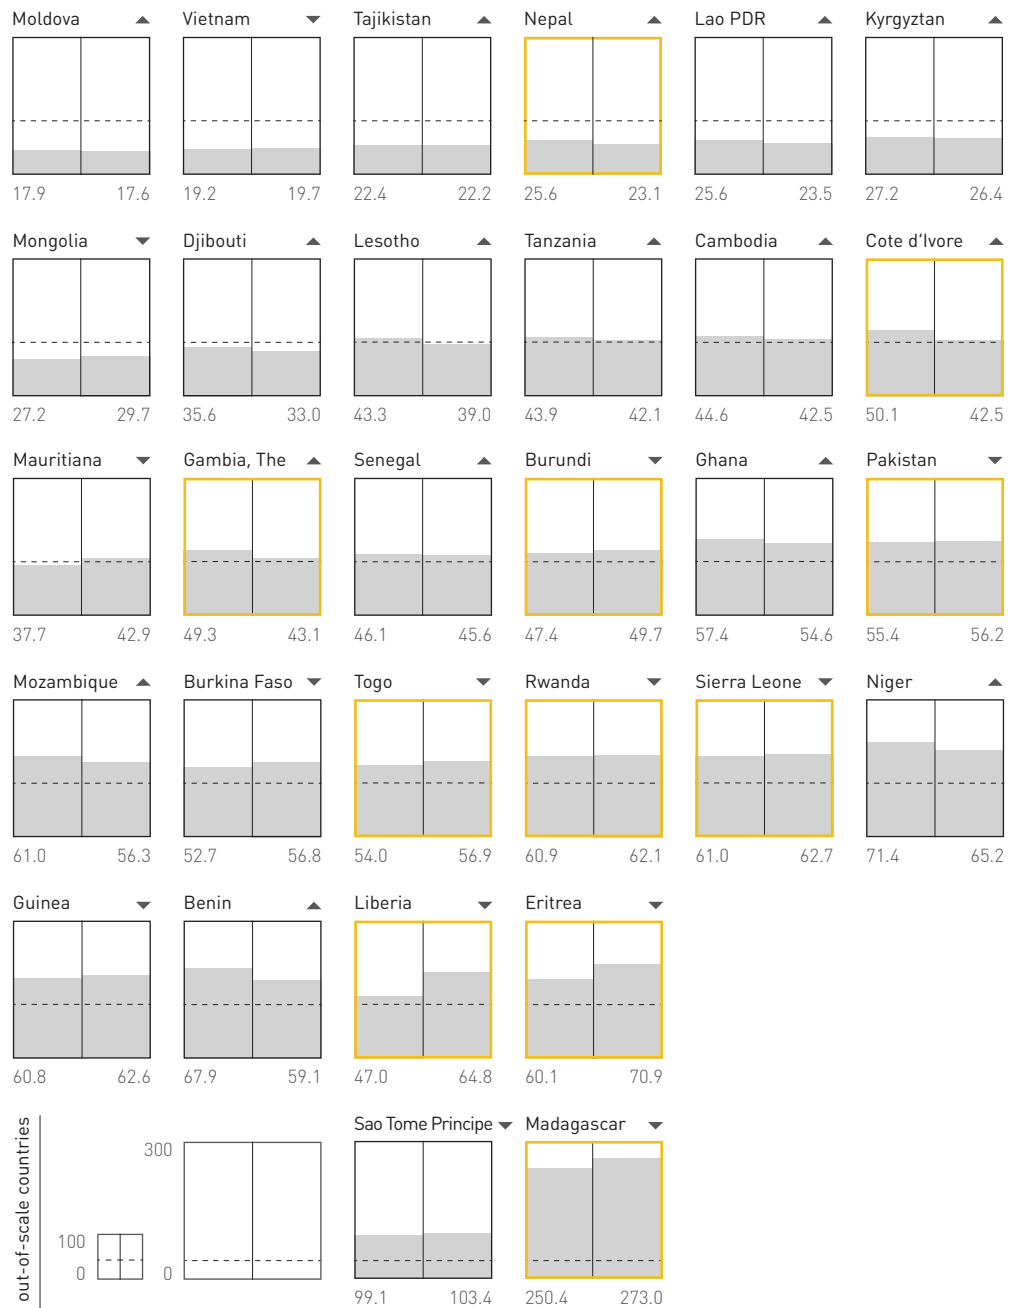 Moldova ▲ Vietnam ▼ Tajikistan ▲ Nepal ▲ Lao PDR ▲ Kyrgyztan ▲
17.9 17.6 19.2 19.7 22.4 22.2 25.6 23.1 25.6 23.5 27.2 26.4
Mongolia ▼ Djibouti ▲ Lesotho ▲ Tanzania ▲ Cambodia ▲ Cote d'Ivore ▲
27.2 29.7 35.6 33.0 43.3 39.0 43.9 42.1 44.6 42.5 50.1 42.5
Mauritiana ▼ Gambia, The ▲ Senegal ▲ Burundi ▼ Ghana ▲ Pakistan ▼
37.7 42.9 49.3 43.1 46.1 45.6 47.4 49.7 57.4 54.6 55.4 56.2
Mozambique ▲ Burkina Faso ▼ Togo ▼ Rwanda ▼ Sierra Leone ▼ Niger ▲
61.0 56.3 52.7 56.8 54.0 56.9 60.9 62.1 61.0 62.7 71.4 65.2
Guinea ▼ Benin ▲ Liberia ▼ Eritrea ▼
60.8 62.6 67.9 59.1 47.0 64.8 60.1 70.9
out-of-scale countries
100
0
300
0
Sao Tome Principe ▼ Madagascar ▼
99.1 103.4 250.4 273.0